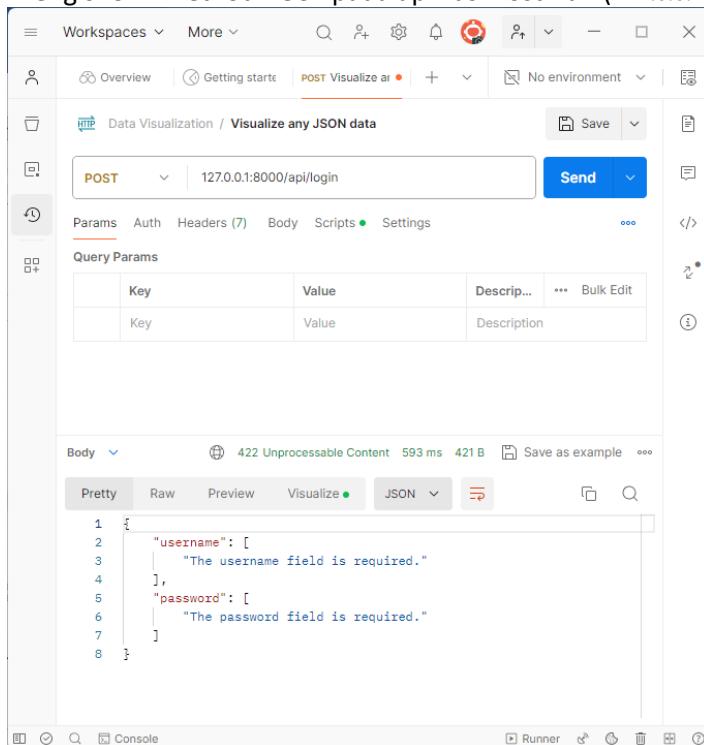 Workspaces More
Overview Getting starte POST Visualize ar + No environment
HTTP Data Visualization / Visualize any JSON data Save
POST 127.0.0.1:8000/api/login Send
Params Auth Headers (7) Body Scripts Settings
Query Params
Key Value Descrip... Bulk Edit
Key Value Description
Body 422 Unprocessable Content 593 ms 421 B Save as example
Pretty Raw Preview Visualize JSON
1 {
2 "username": [
3 "The username field is required."
4 ],
5 "password": [
6 "The password field is required."
7 ]
8 }
Console Runner